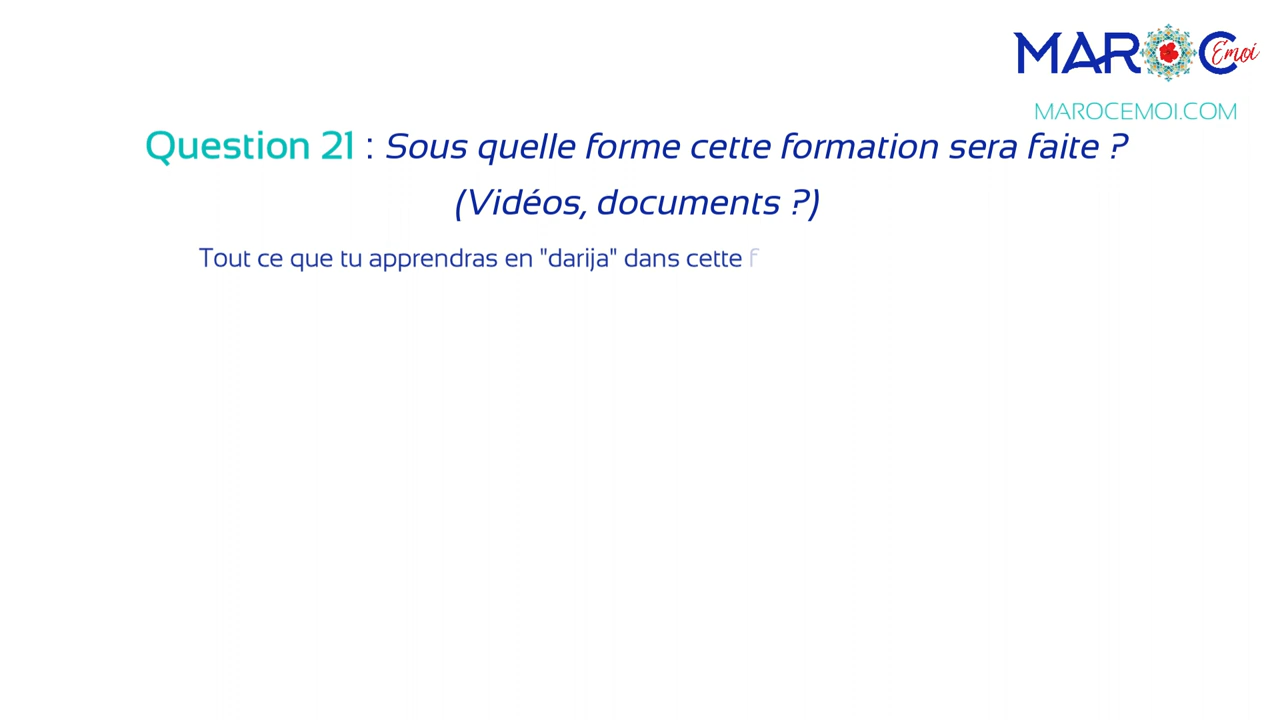 MAROC Émoi
MAROCEMOI.COM
Question 21 : Sous quelle forme cette formation sera faite ?
(Vidéos, documents ?)
Tout ce que tu apprendras en "darija" dans cette f